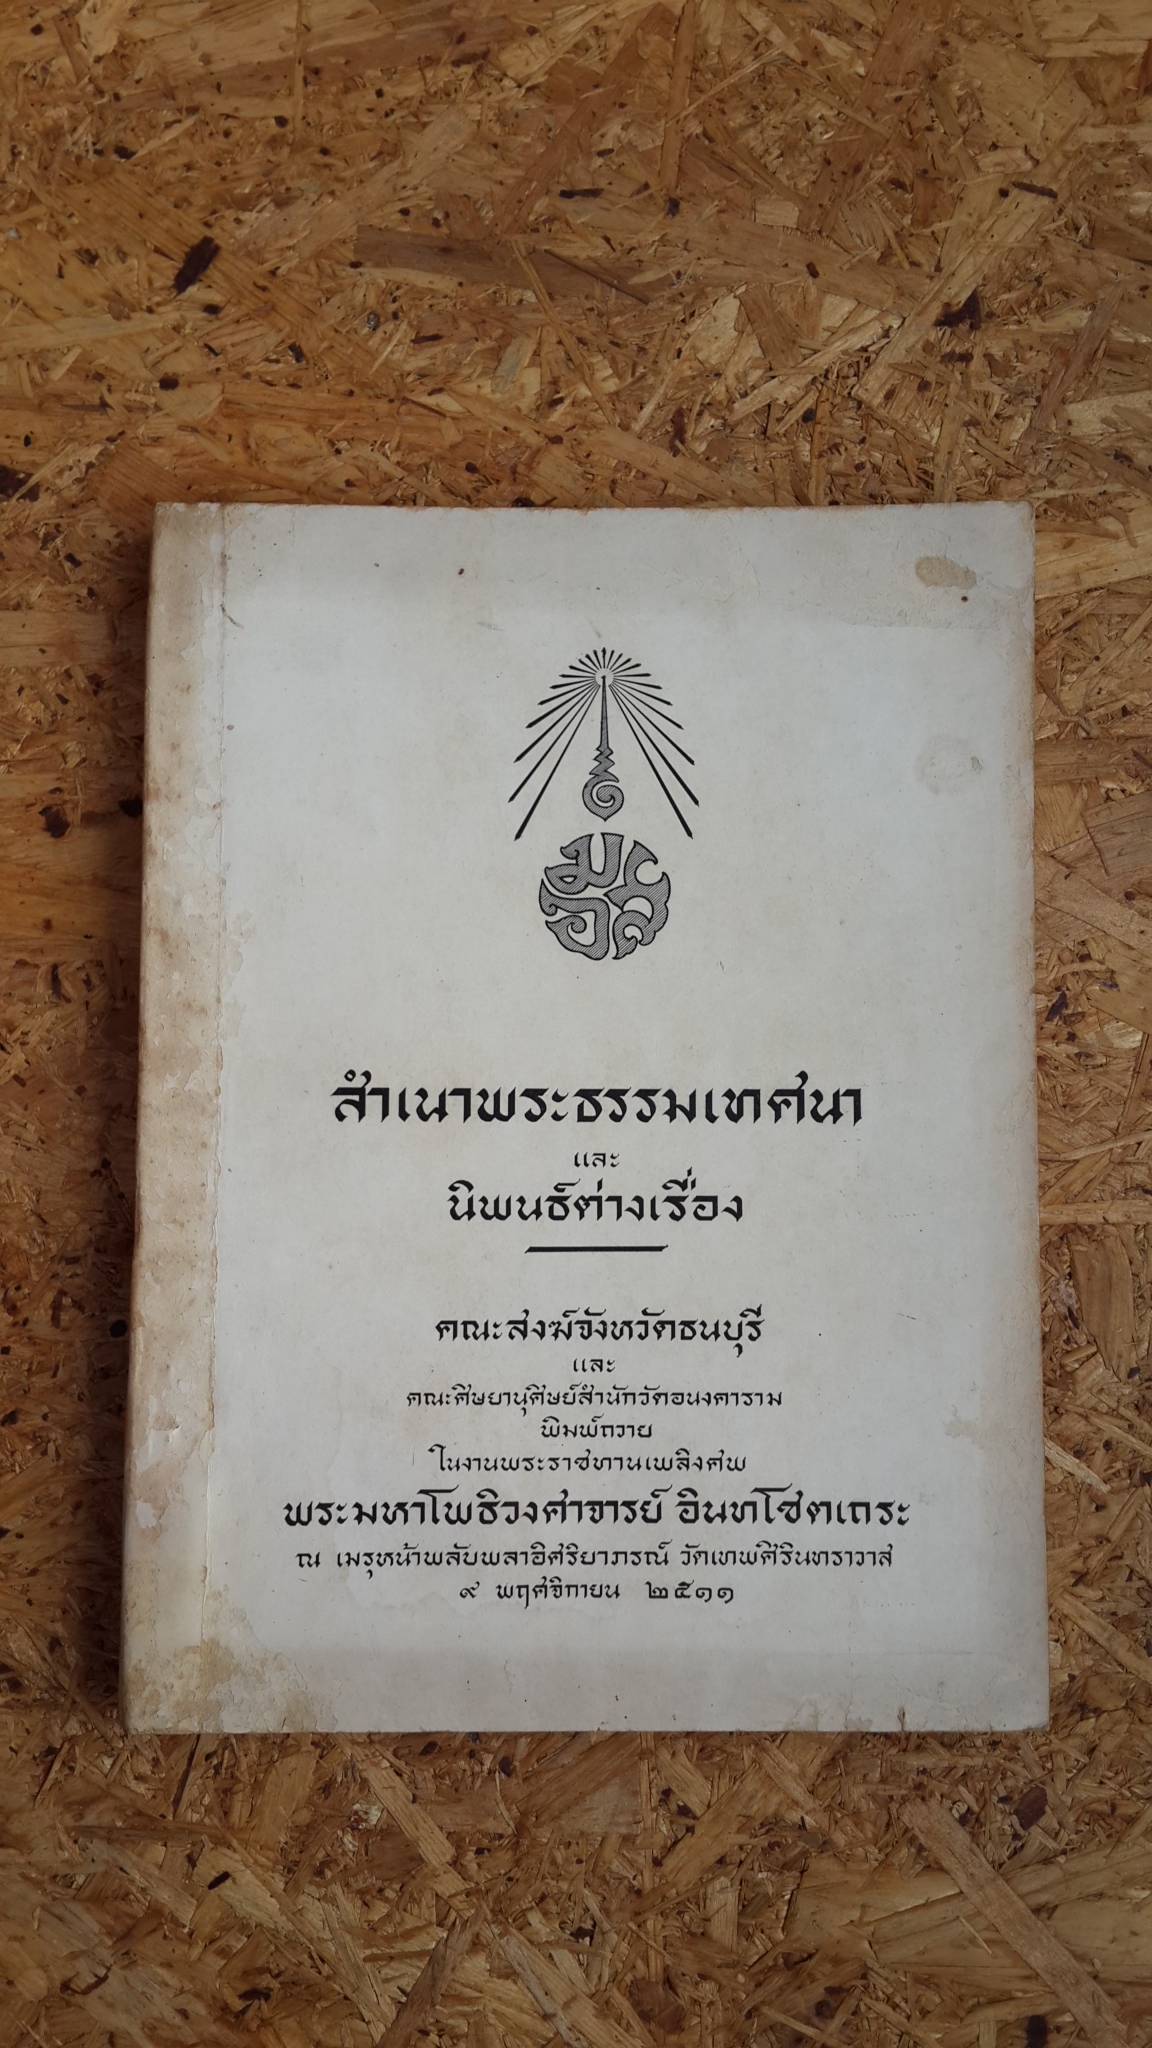 สำเนาพระธรรมเทศนา
และ
นิพนธ์ต่างเรื่อง
คณะสงฆ์จังหวัดธนบุรี
และ
คณะศิษยานุศิษย์สำนักวัดอนงคาราม
พิมพ์ถวาย
ในงานพระราชทานเพลิงศพ
พระมหาโพธิวงศาจารย์ อินทโชตเถระ
ณ เมรุหน้าพลับพลาอิศริยาภรณ์ วัดเทพศิรินทราวาส
๙ พฤศจิกายน ๒๕๑๑